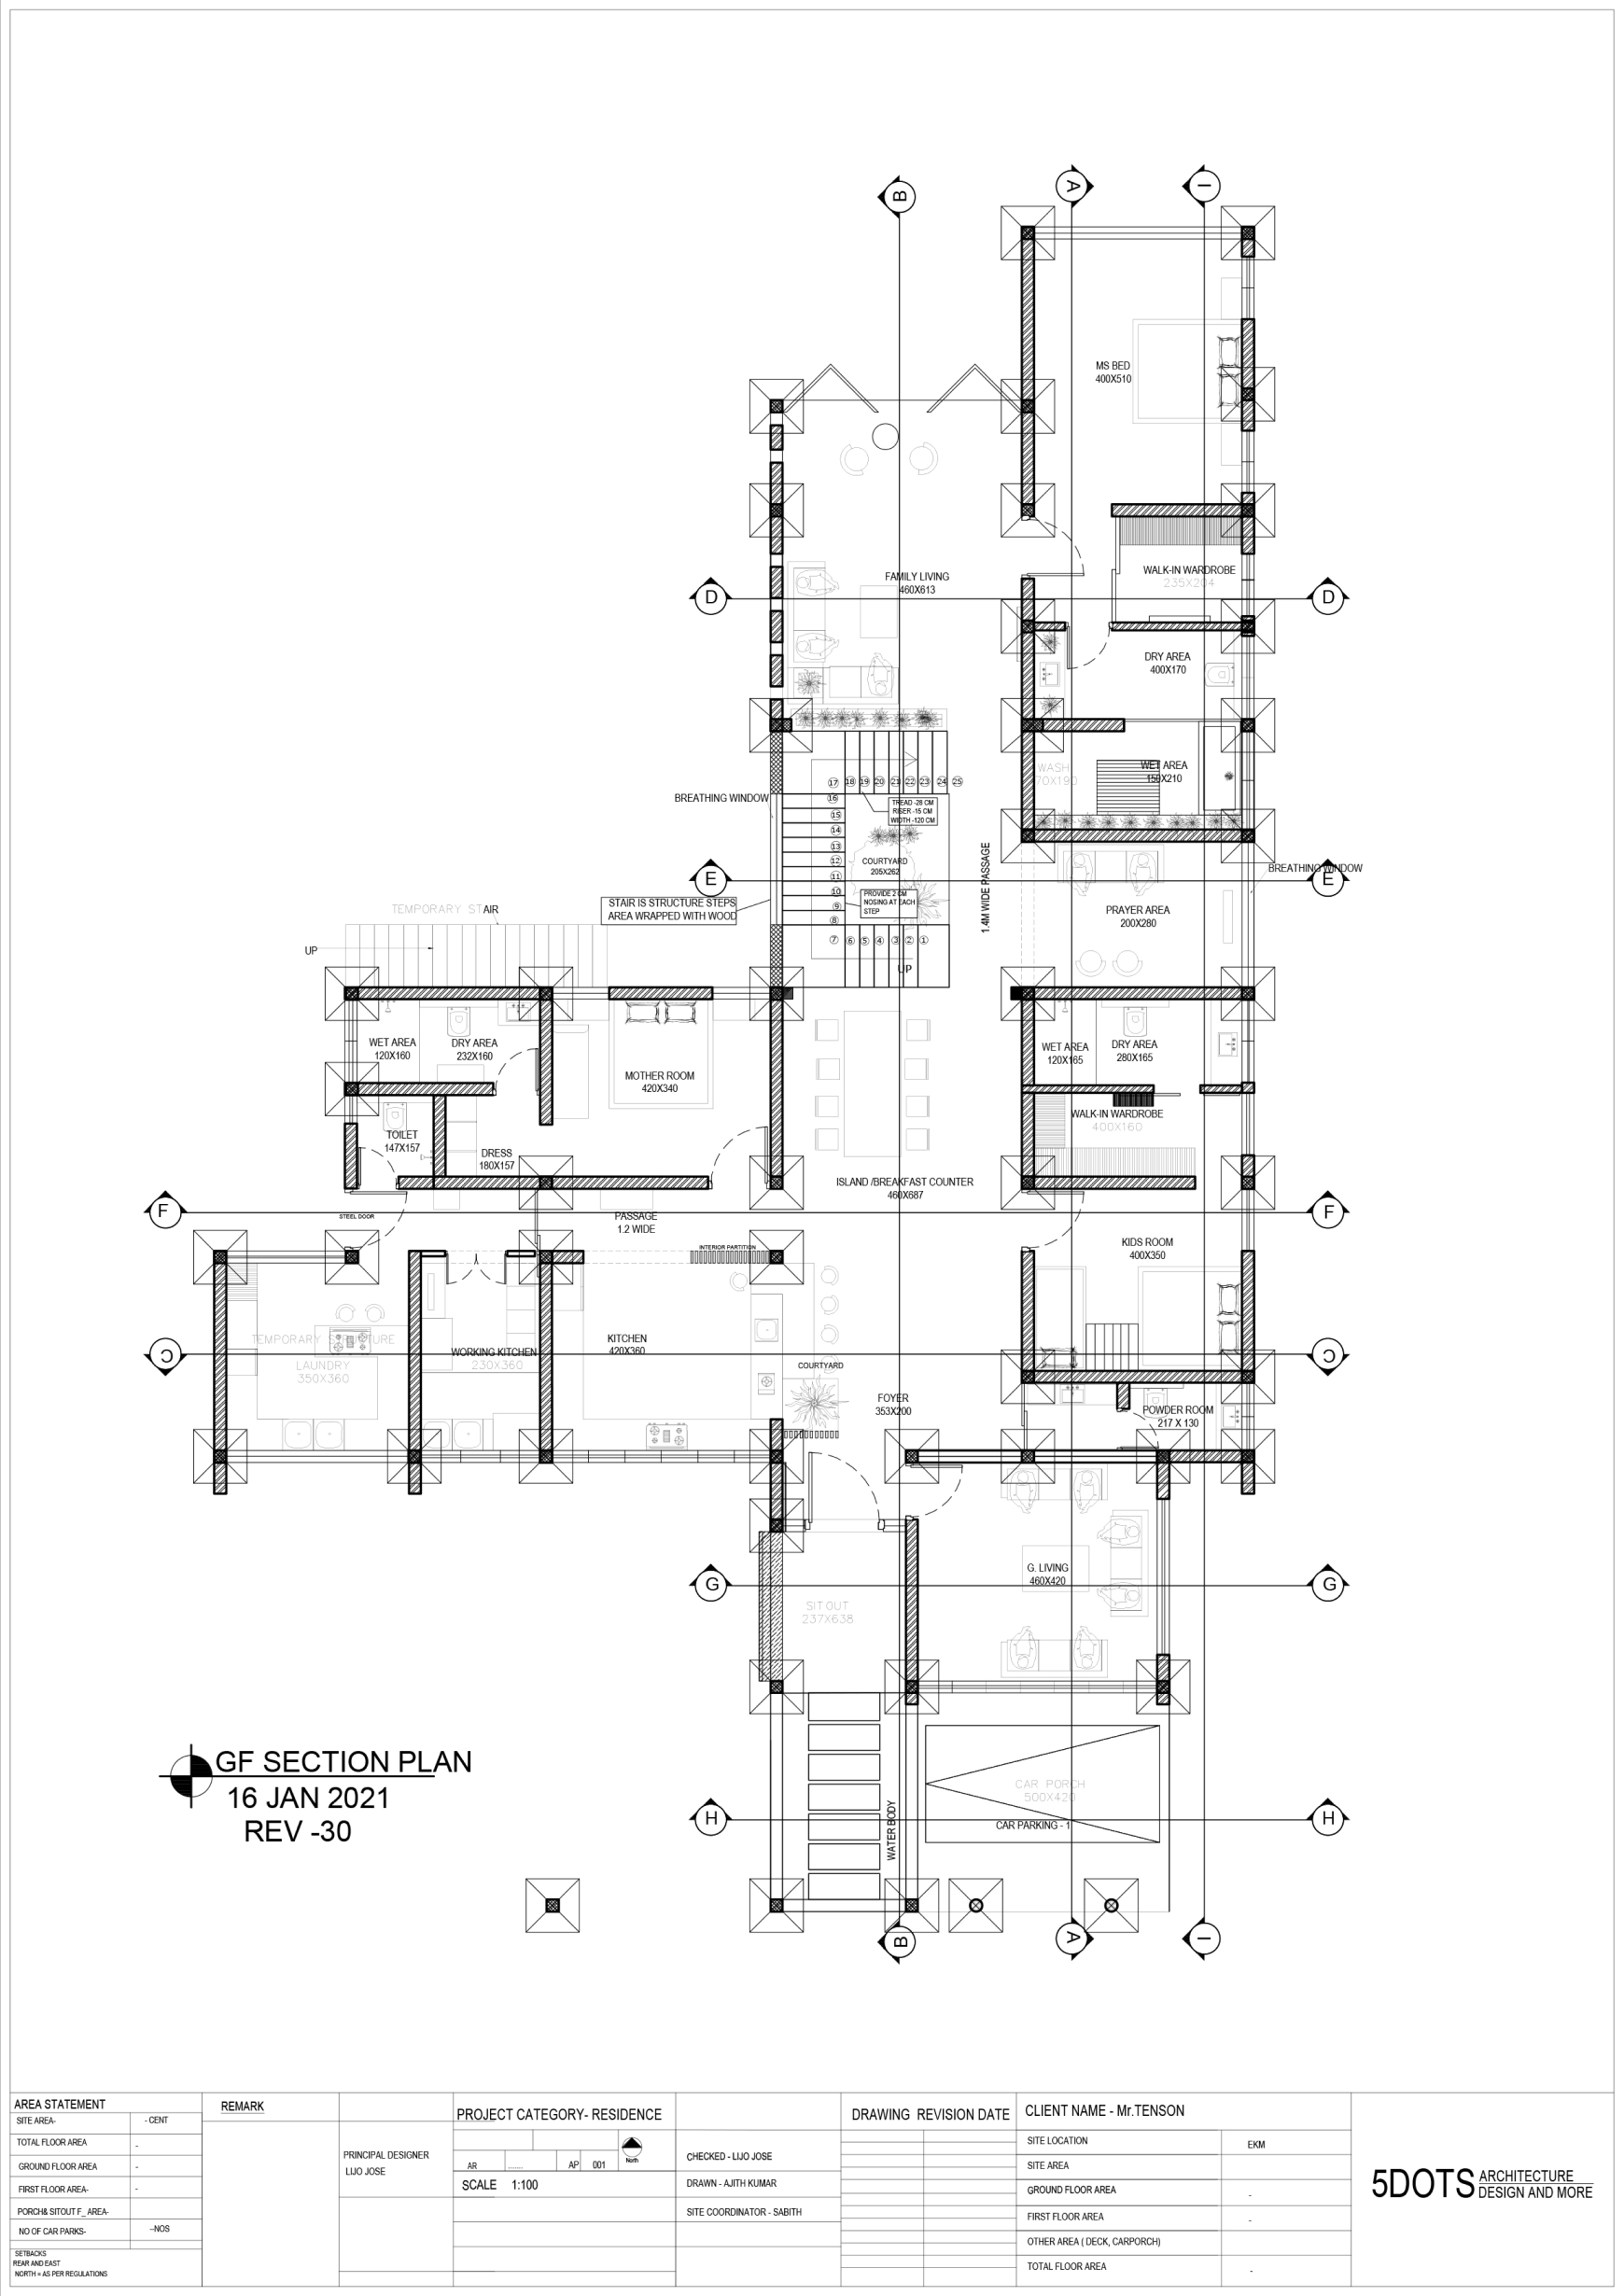 B
A
I
MS BED
400X510
FAMILY LIVING
460X613
WALK-IN WARDROBE
235X204
D
D
DRY AREA
400X170
WASH
70X190
WET AREA
150X210
17 18 19 20 21 22 23 24 25
16
15
14
13
12
11
10
9
8
7 6 5 4 3 2 1
BREATHING WINDOW
TREAD -28 CM
RISER -15 CM
WIDTH -120 CM
COURTYARD
205X262
PROVIDE 2 CM
NOSING AT EACH
STEP
1.4M WIDE PASSAGE
E
E
BREATHING WINDOW
STAIR IS STRUCTURE STEPS
AREA WRAPPED WITH WOOD
TEMPORARY STAIR
UP
UP
PRAYER AREA
200X280
WET AREA
120X160
DRY AREA
232X160
MOTHER ROOM
420X340
WET AREA
120X165
DRY AREA
280X165
TOILET
147X157
DRESS
180X157
WALK-IN WARDROBE
400X160
ISLAND /BREAKFAST COUNTER
460X687
F
F
STEEL DOOR
PASSAGE
1.2 WIDE
INTERIOR PARTITION
KIDS ROOM
400X350
TEMPORARY STRUCTURE
LAUNDRY
350X360
WORKING KITCHEN
230X360
KITCHEN
420X360
C
C
COURTYARD
FOYER
353X200
POWDER ROOM
217 X 130
G. LIVING
460X420
G
G
SIT OUT
237X638
CAR PORCH
500X420
CAR PARKING - 1
WATER BODY
H
H
B
A
I
GF SECTION PLAN
16 JAN 2021
REV -30
AREA STATEMENT
SITE AREA- - CENT
TOTAL FLOOR AREA -
GROUND FLOOR AREA -
FIRST FLOOR AREA- -
PORCH& SITOUT F_ AREA-
NO OF CAR PARKS- --NOS
SETBACKS
REAR AND EAST
NORTH = AS PER REGULATIONS
REMARK
PRINCIPAL DESIGNER
LIJO JOSE
PROJECT CATEGORY- RESIDENCE
AR ....... AP 001
North
SCALE 1:100
CHECKED - LIJO JOSE
DRAWN - AJITH KUMAR
SITE COORDINATOR - SABITH
DRAWING REVISION DATE
CLIENT NAME - Mr.TENSON
SITE LOCATION EKM
SITE AREA
GROUND FLOOR AREA -
FIRST FLOOR AREA -
OTHER AREA ( DECK, CARPORCH)
TOTAL FLOOR AREA -
5DOTS ARCHITECTURE
DESIGN AND MORE